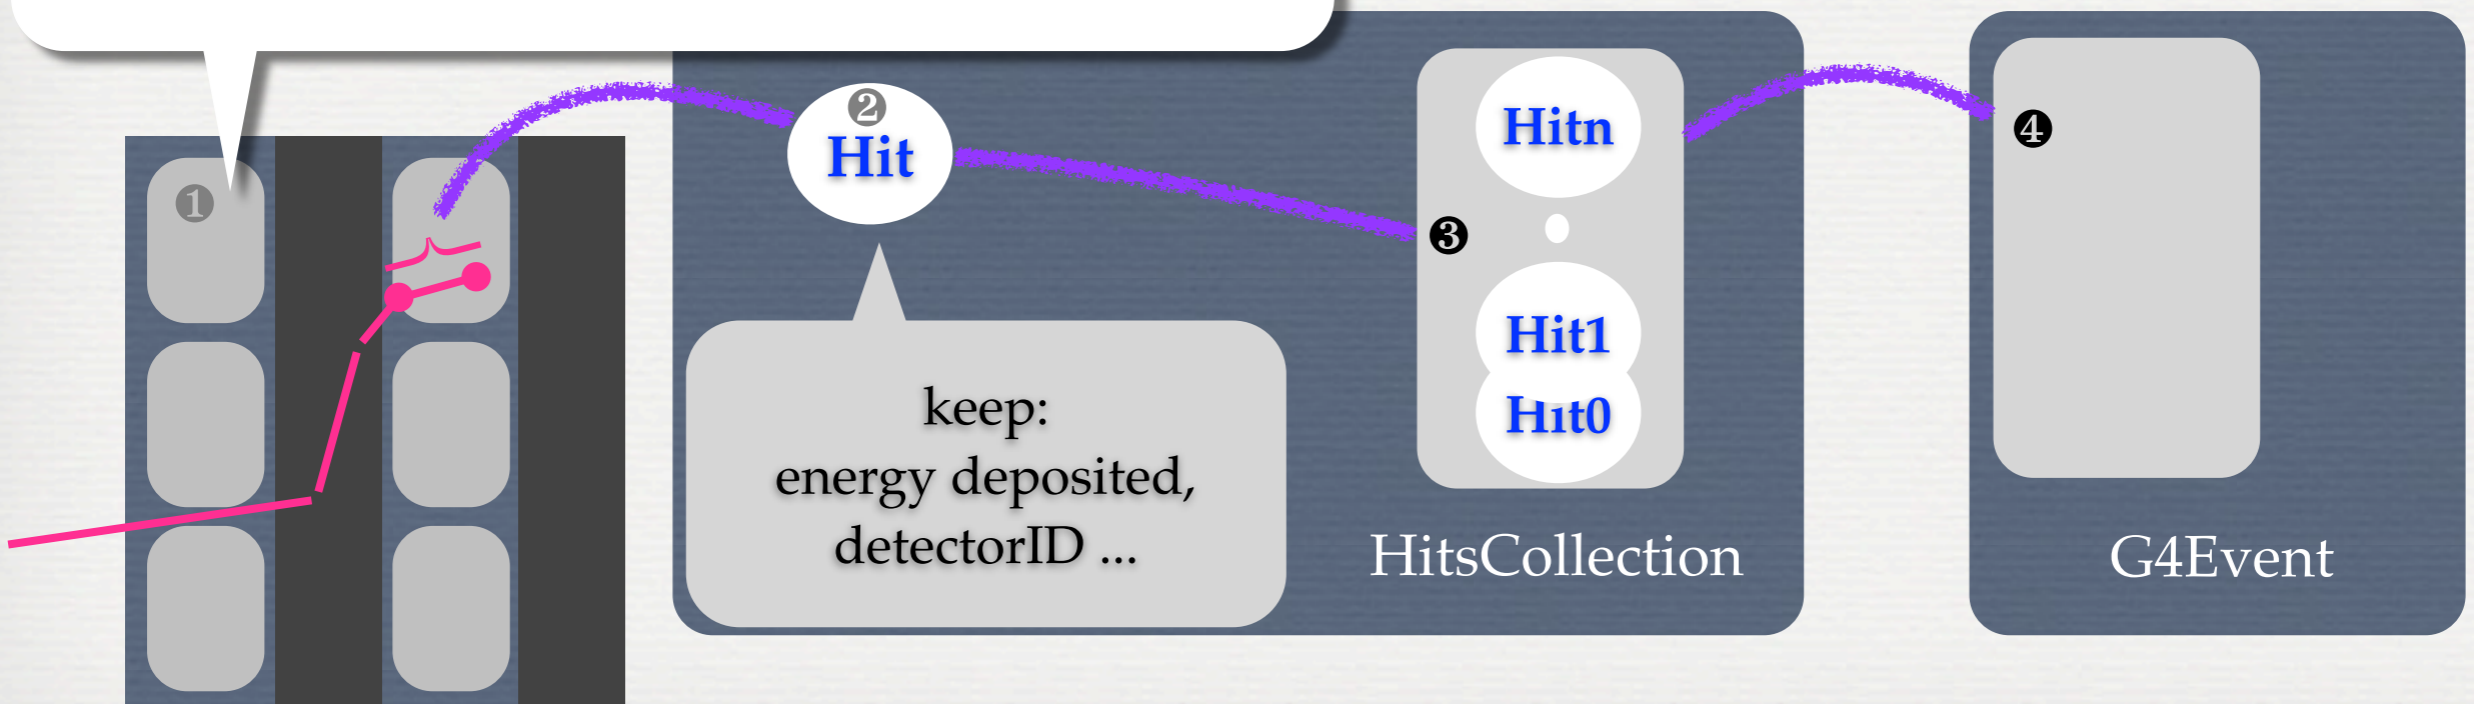 ❶
❷
Hit
keep:
energy deposited,
detectorID ...
❸
Hitn
Hit1
Hit0
HitsCollection
❹
G4Event